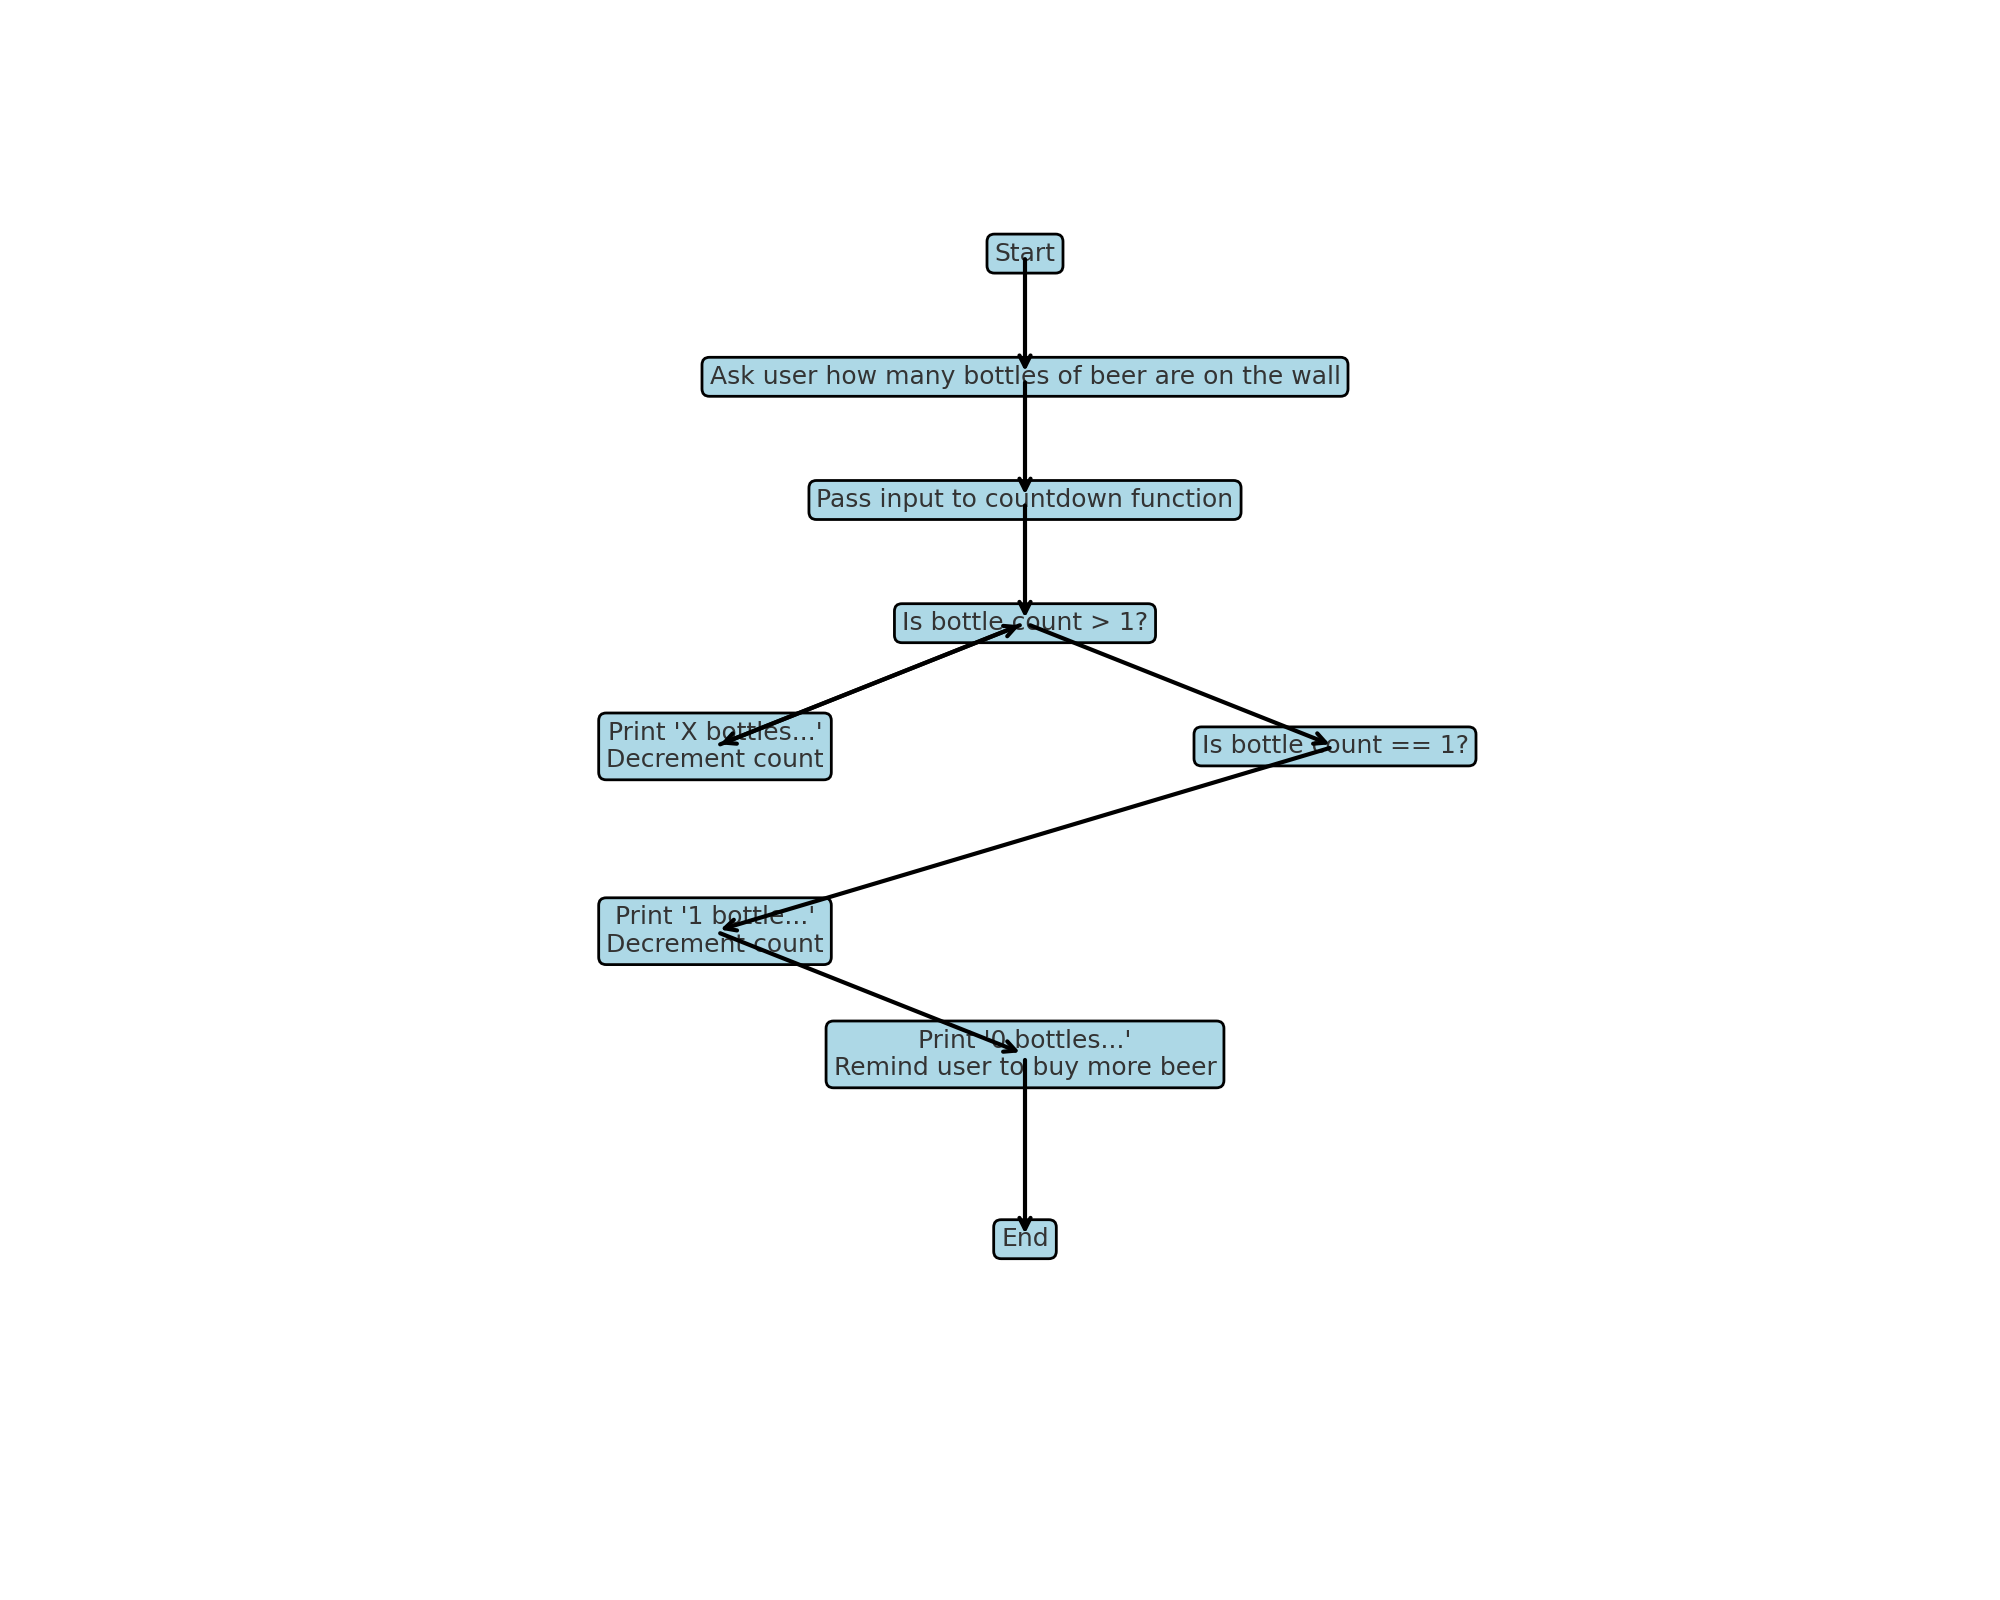 Start
Ask user how many bottles of beer are on the wall
Pass input to countdown function
Is bottle count > 1?
Print 'X bottles...'
Decrement count
Is bottle count == 1?
Print '1 bottle...'
Decrement count
Print '0 bottles...'
Remind user to buy more beer
End